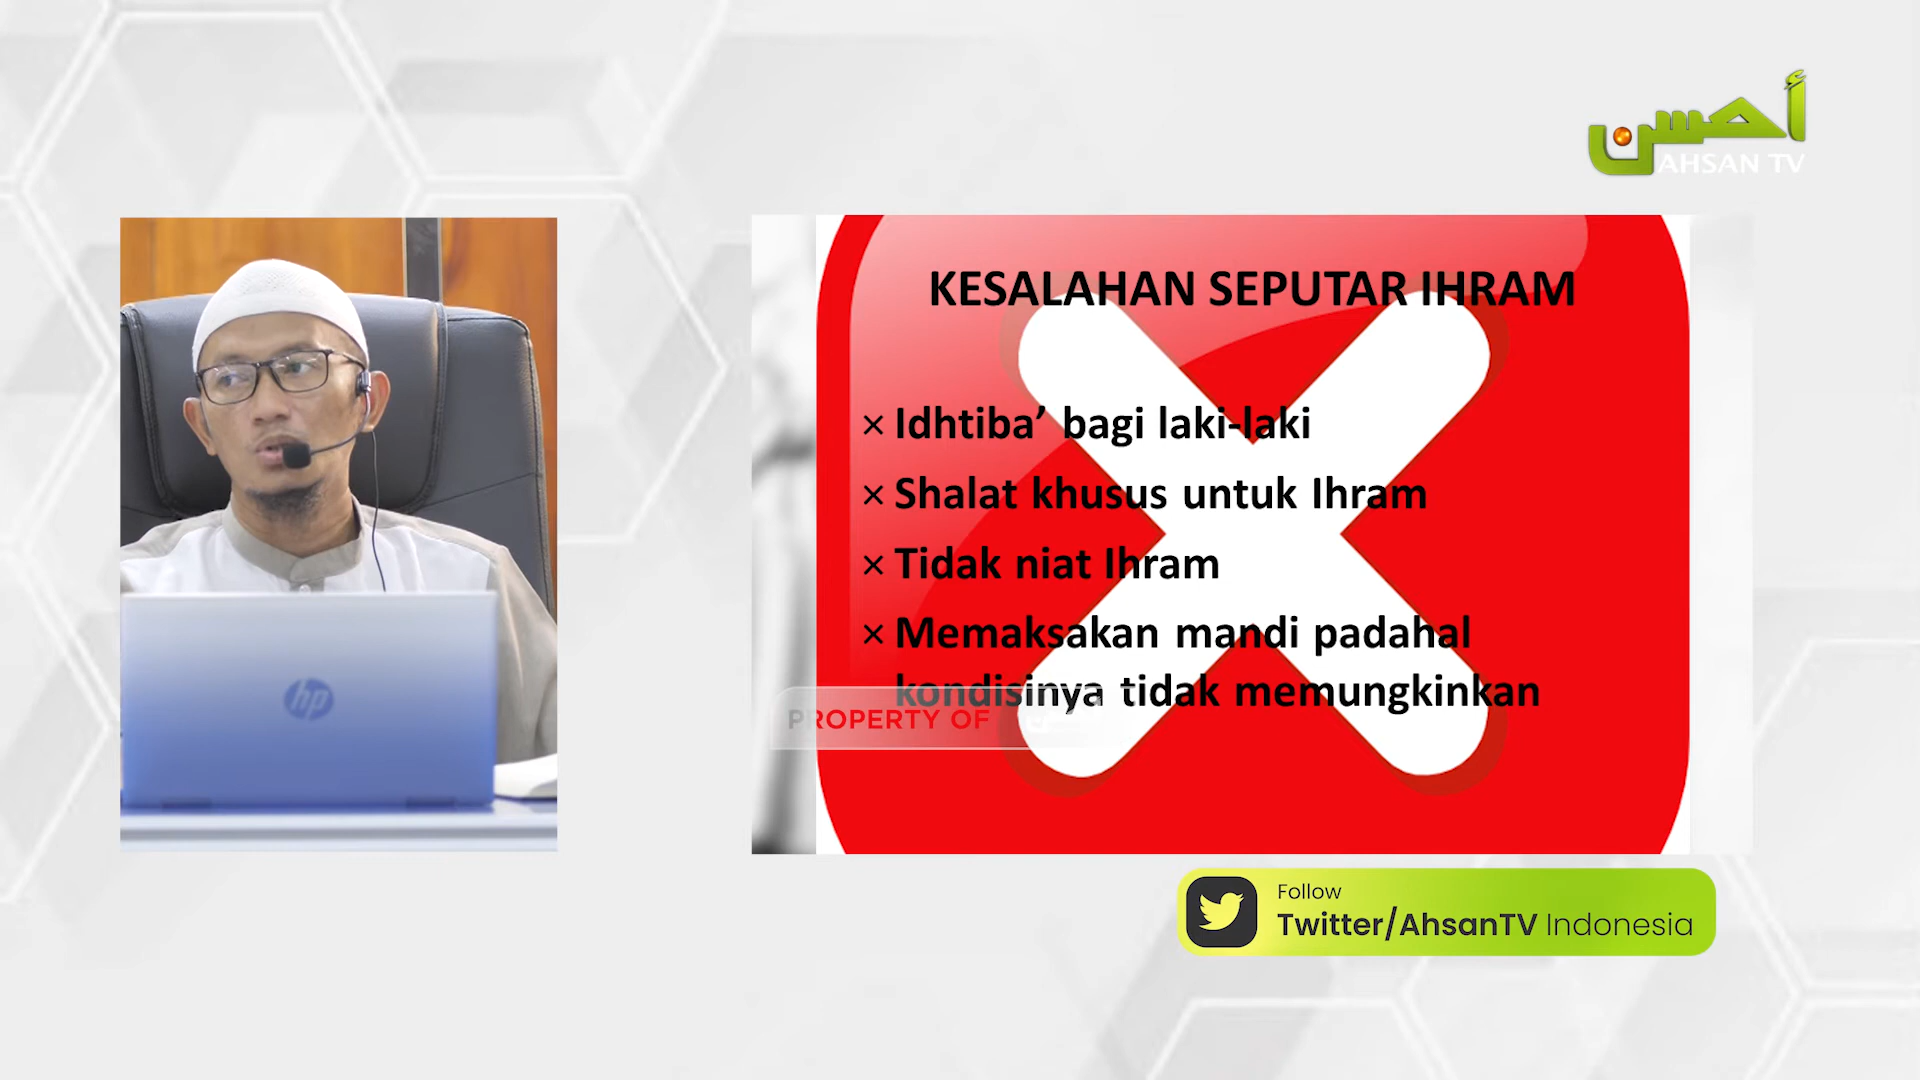 أحسن
AHSAN TV
KESALAHAN SEPUTAR IHRAM
× Idhtiba’ bagi laki-laki
× Shalat khusus untuk Ihram
× Tidak niat Ihram
× Memaksakan mandi padahal
kondisinya tidak memungkinkan
PROPERTY OF
hp
Follow
Twitter/AhsanTV Indonesia